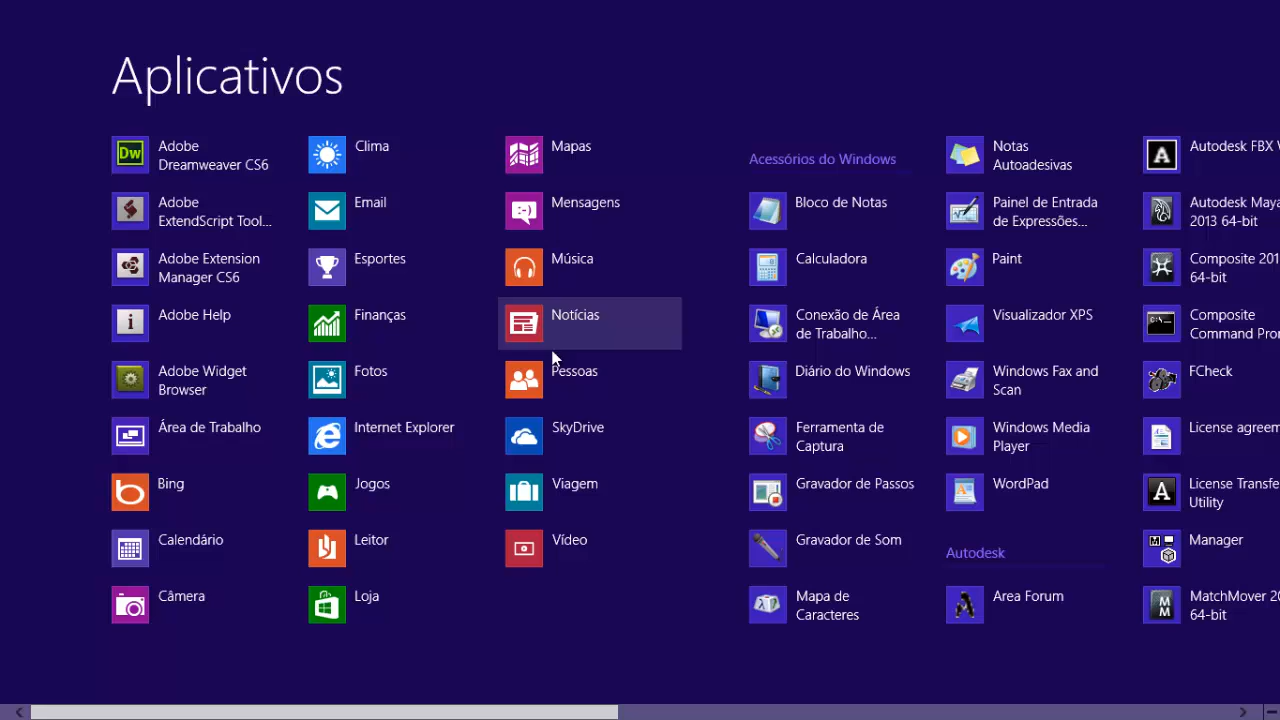 Aplicativos
Adobe
Dreamweaver CS6
Adobe
ExtendScript Tool...
Adobe Extension
Manager CS6
Adobe Help
Adobe Widget
Browser
Área de Trabalho
Bing
Calendário
Câmera
Clima
Email
Esportes
Finanças
Fotos
Internet Explorer
Jogos
Leitor
Loja
Mapas
Mensagens
Música
Notícias
Pessoas
SkyDrive
Viagem
Vídeo
Acessórios do Windows
Bloco de Notas
Calculadora
Conexão de Área
de Trabalho...
Diário do Windows
Ferramenta de
Captura
Gravador de Passos
Gravador de Som
Mapa de
Caracteres
Notas
Autoadesivas
Painel de Entrada
de Expressões...
Paint
Visualizador XPS
Windows Fax and
Scan
Windows Media
Player
WordPad
Autodesk
Area Forum
Autodesk FBX
Autodesk Maya
2013 64-bit
Composite 201
64-bit
Composite
Command Pro
FCheck
License agreem
License Transfe
Utility
Manager
MatchMover 20
64-bit